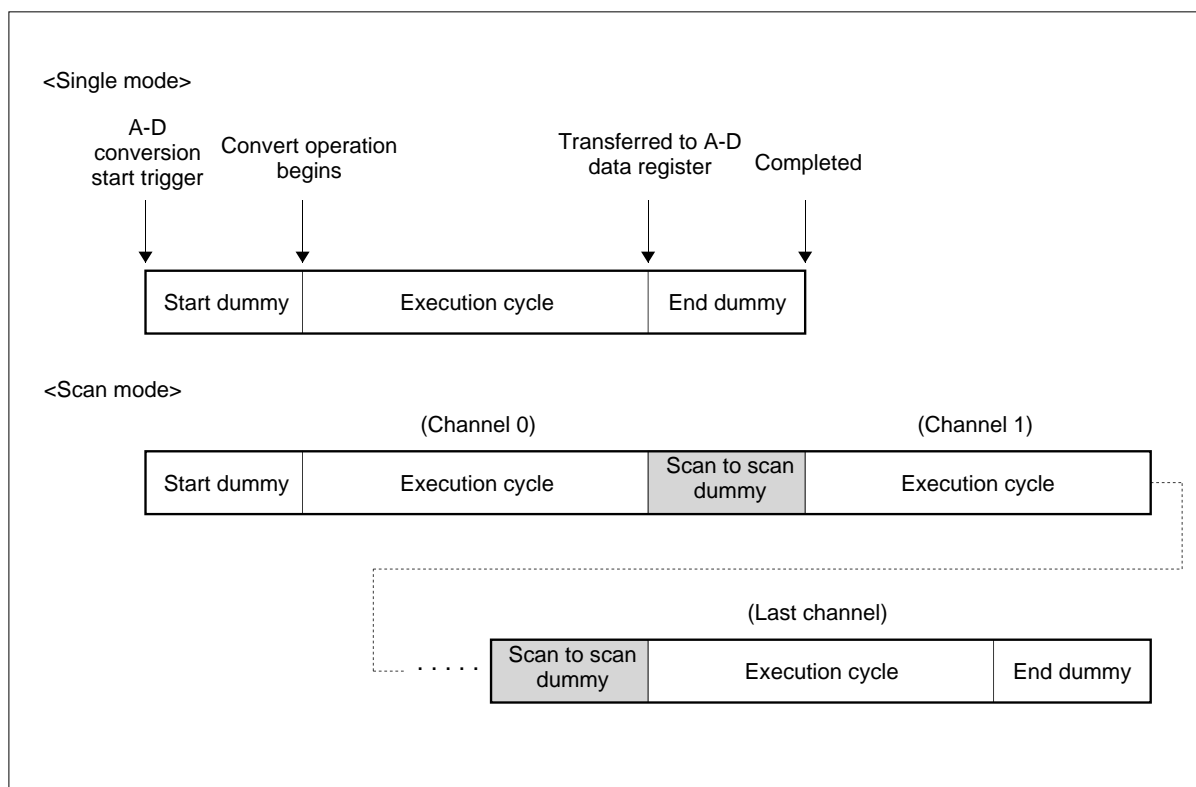 <Single mode>
A-D
conversion
start trigger
Convert operation
begins
Transferred to A-D
data register
Completed
Start dummy
Execution cycle
End dummy
<Scan mode>
(Channel 0)
(Channel 1)
Start dummy
Execution cycle
Scan to scan
dummy
Execution cycle
(Last channel)
. . . . .
Scan to scan
dummy
Execution cycle
End dummy